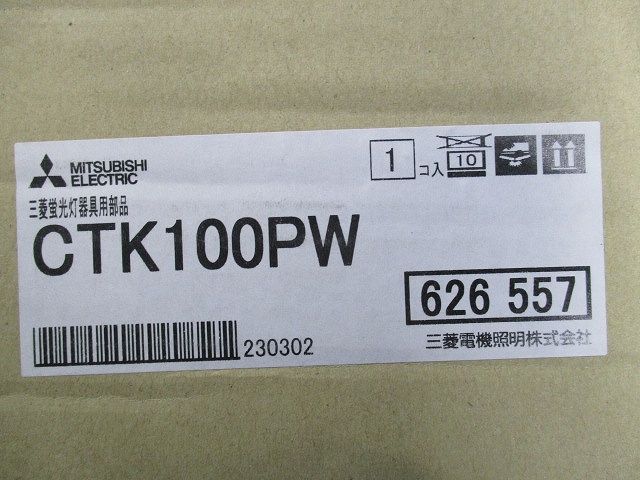 MITSUBISHI
ELECTRIC
1
コ入
10
三菱蛍光灯器具用部品
CTK100PW
626 557
230302
三菱電機照明株式会社